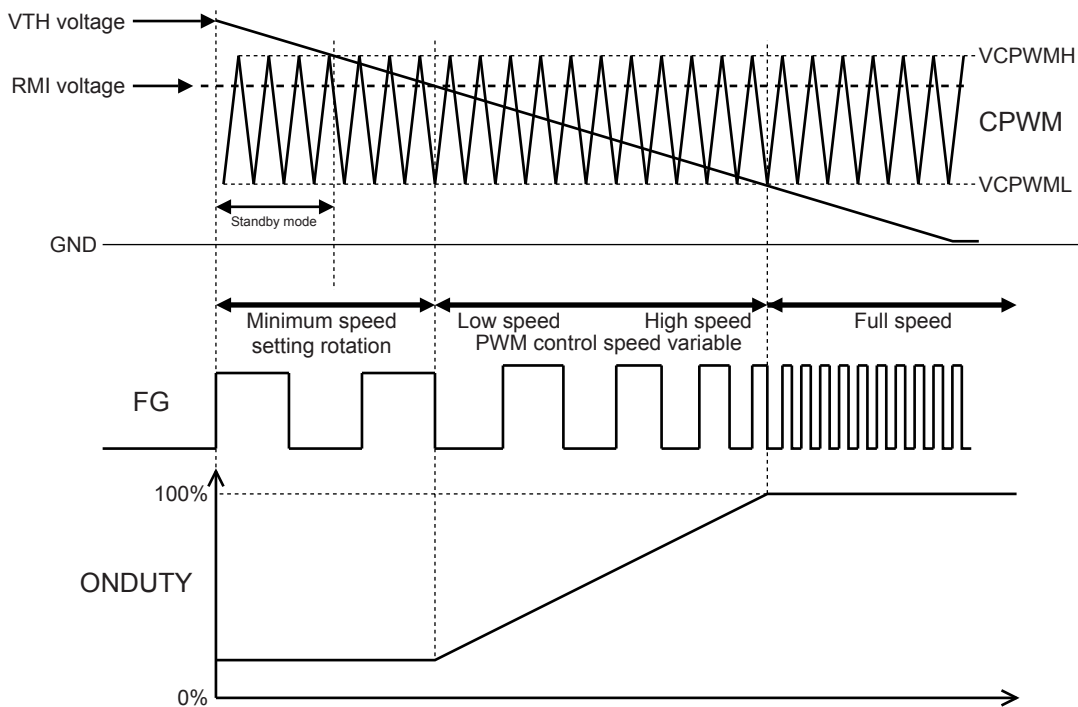 VTH voltage
VCPWMH
RMI voltage
CPWM
VCPWML
Standby mode
GND
Minimum speed
setting rotation
Low speed
High speed
PWM control speed variable
Full speed
FG
100%
ONDUTY
0%